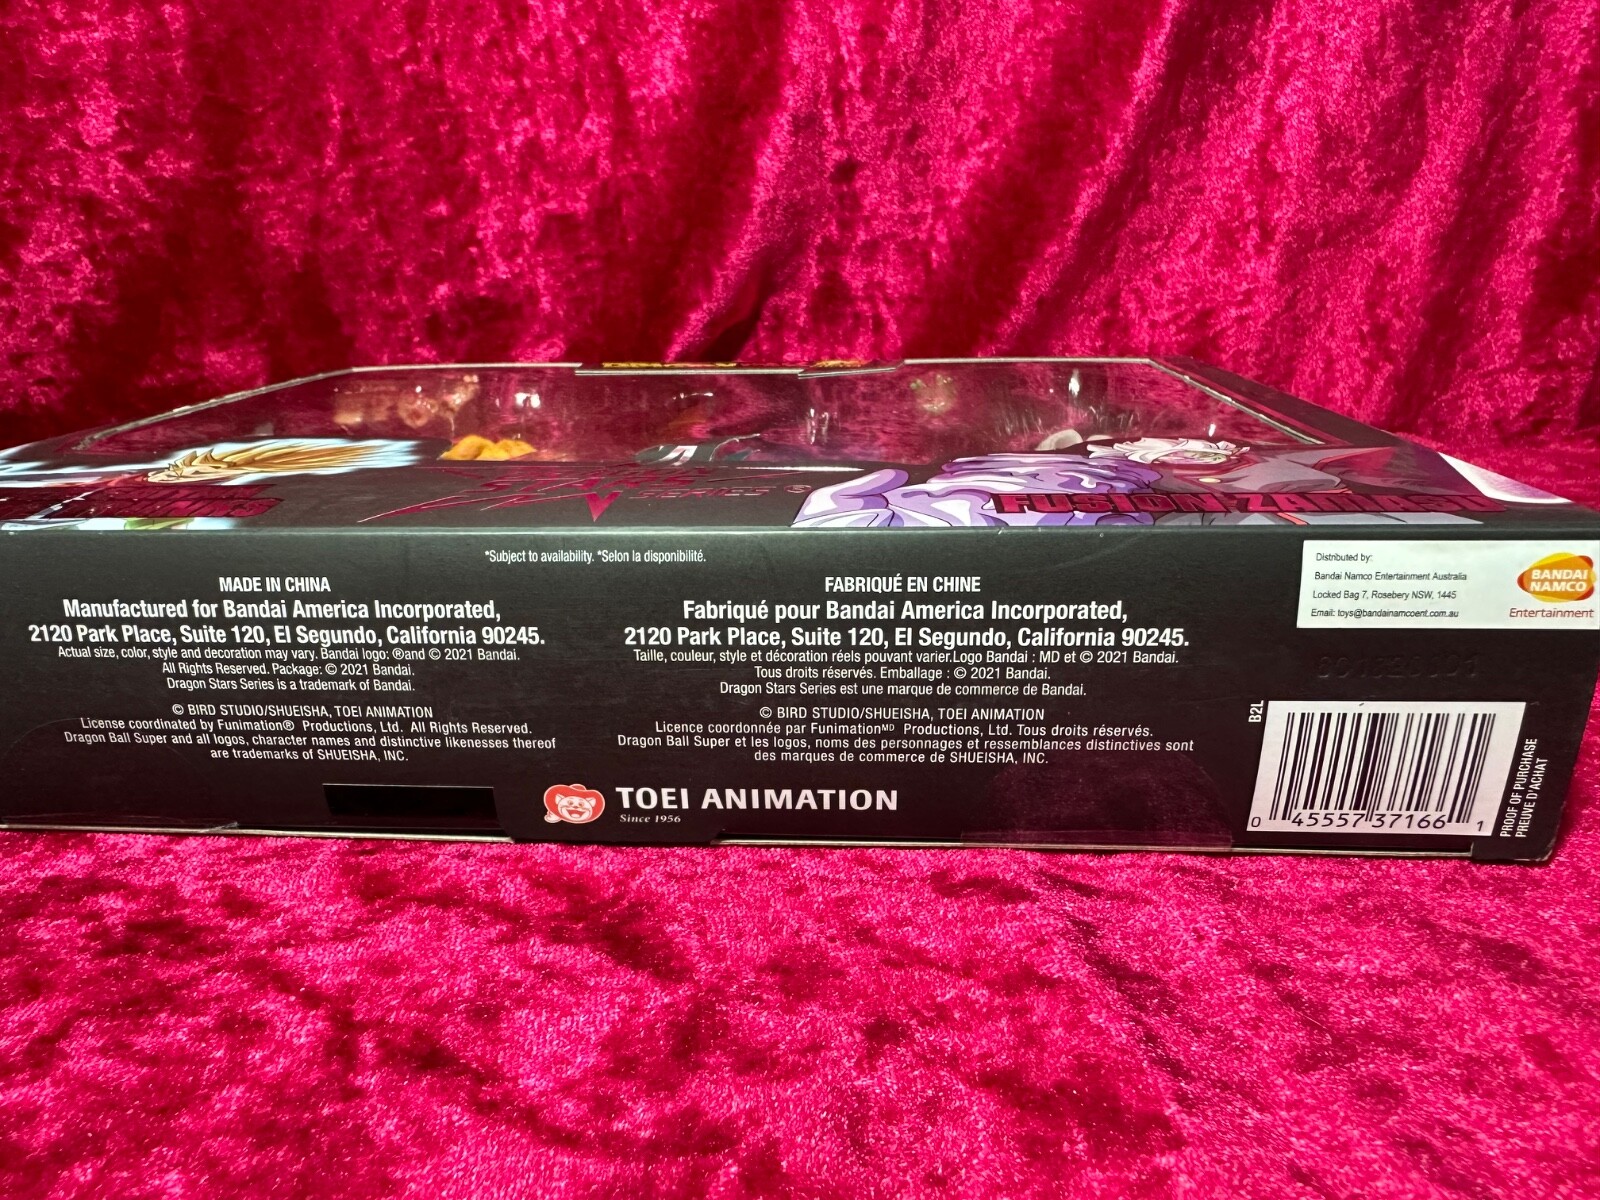 STARS
SERIES
FUSION ZAMASU
*Subject to availability. *Selon la disponibilité.
MADE IN CHINA
Manufactured for Bandai America Incorporated,
2120 Park Place, Suite 120, El Segundo, California 90245.
Actual size, color, style and decoration may vary. Bandai logo: ®and © 2021 Bandai.
All Rights Reserved. Package: © 2021 Bandai.
Dragon Stars Series is a trademark of Bandai.
© BIRD STUDIO/SHUEISHA, TOEI ANIMATION
License coordinated by Funimation® Productions, Ltd. All Rights Reserved.
Dragon Ball Super and all logos, character names and distinctive likenesses thereof
are trademarks of SHUEISHA, INC.
FABRIQUÉ EN CHINE
Fabriqué pour Bandai America Incorporated,
2120 Park Place, Suite 120, El Segundo, California 90245.
Taille, couleur, style et décoration réels pouvant varier.Logo Bandai : MD et © 2021 Bandai.
Tous droits réservés. Emballage : © 2021 Bandai.
Dragon Stars Series est une marque de commerce de Bandai.
© BIRD STUDIO/SHUEISHA, TOEI ANIMATION
Licence coordonnée par Funimationᴹᴰ Productions, Ltd. Tous droits réservés.
Dragon Ball Super et les logos, noms des personnages et ressemblances distinctives sont
des marques de commerce de SHUEISHA, INC.
TOEI ANIMATION
Since 1956
Distributed by:
Bandai Namco Entertainment Australia
Locked Bag 7, Rosebery NSW, 1445
Email: toys@bandainamcoent.com.au
BANDAI
NAMCO
Entertainment
B2L
0 45557 37166 1
PROOF OF PURCHASE
PREUVE D'ACHAT